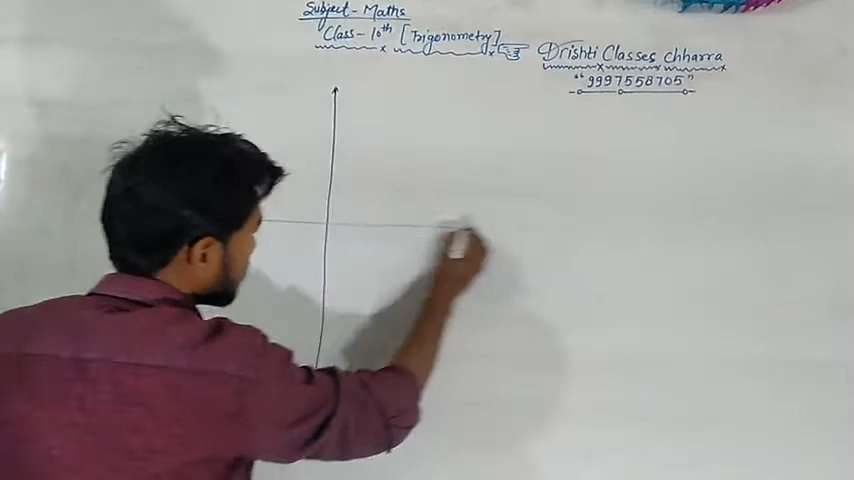 Subject - Maths
Class - 10th [Trigonometry]
Drishti Classes Chharra
"9997558705"